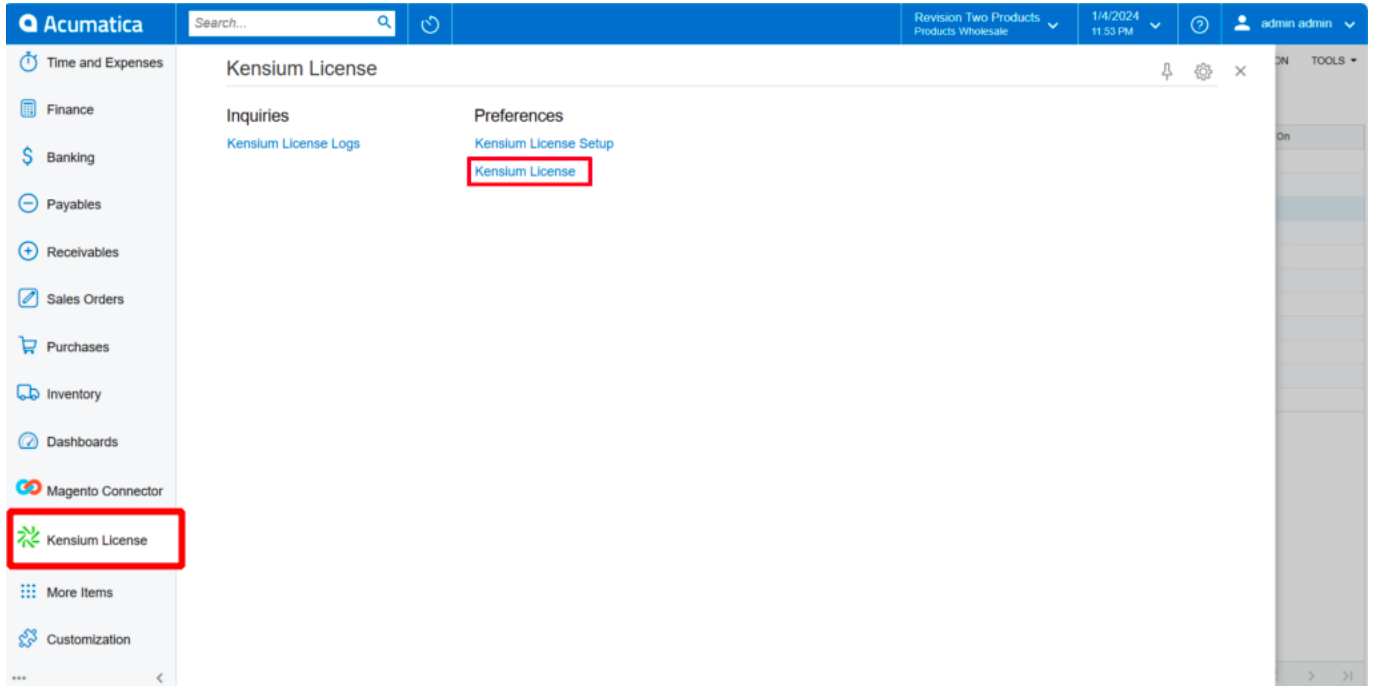 Acumatica
Search...
Revision Two Products
Products Wholesale
1/4/2024
11:53 PM
admin admin
Time and Expenses
Finance
Banking
Payables
Receivables
Sales Orders
Purchases
Inventory
Dashboards
Magento Connector
Kensium License
More Items
Customization
Kensium License
Inquiries
Kensium License Logs
Preferences
Kensium License Setup
Kensium License
ON
TOOLS
On